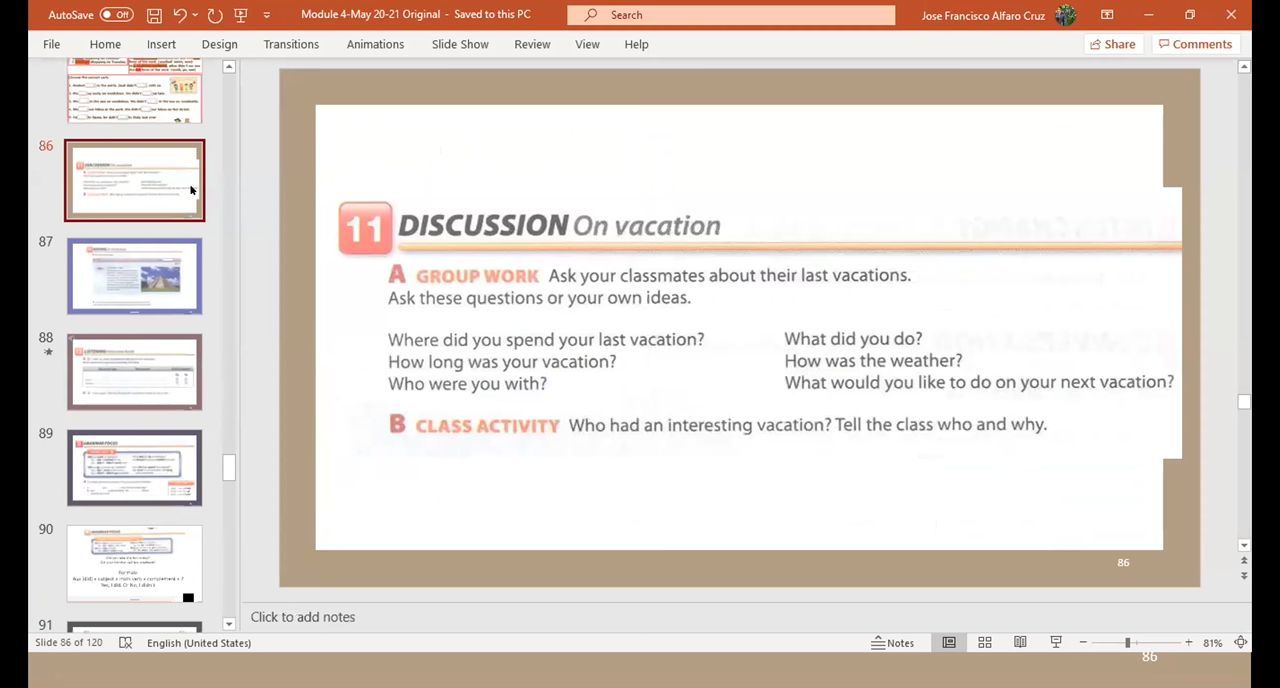 AutoSave Off Module 4-May 20-21 Original - Saved to this PC Search Jose Francisco Alfaro Cruz
File Home Insert Design Transitions Animations Slide Show Review View Help Share Comments
86
87
88
89
90
91
GRAMMAR FOCUS
11 DISCUSSION On vacation
A GROUP WORK Ask your classmates about their last vacations.
Ask these questions or your own ideas.
Where did you spend your last vacation? What did you do?
How long was your vacation? How was the weather?
Who were you with? What would you like to do on your next vacation?
B CLASS ACTIVITY Who had an interesting vacation? Tell the class who and why.
86
Click to add notes
Slide 86 of 120 English (United States) Notes 81%
86